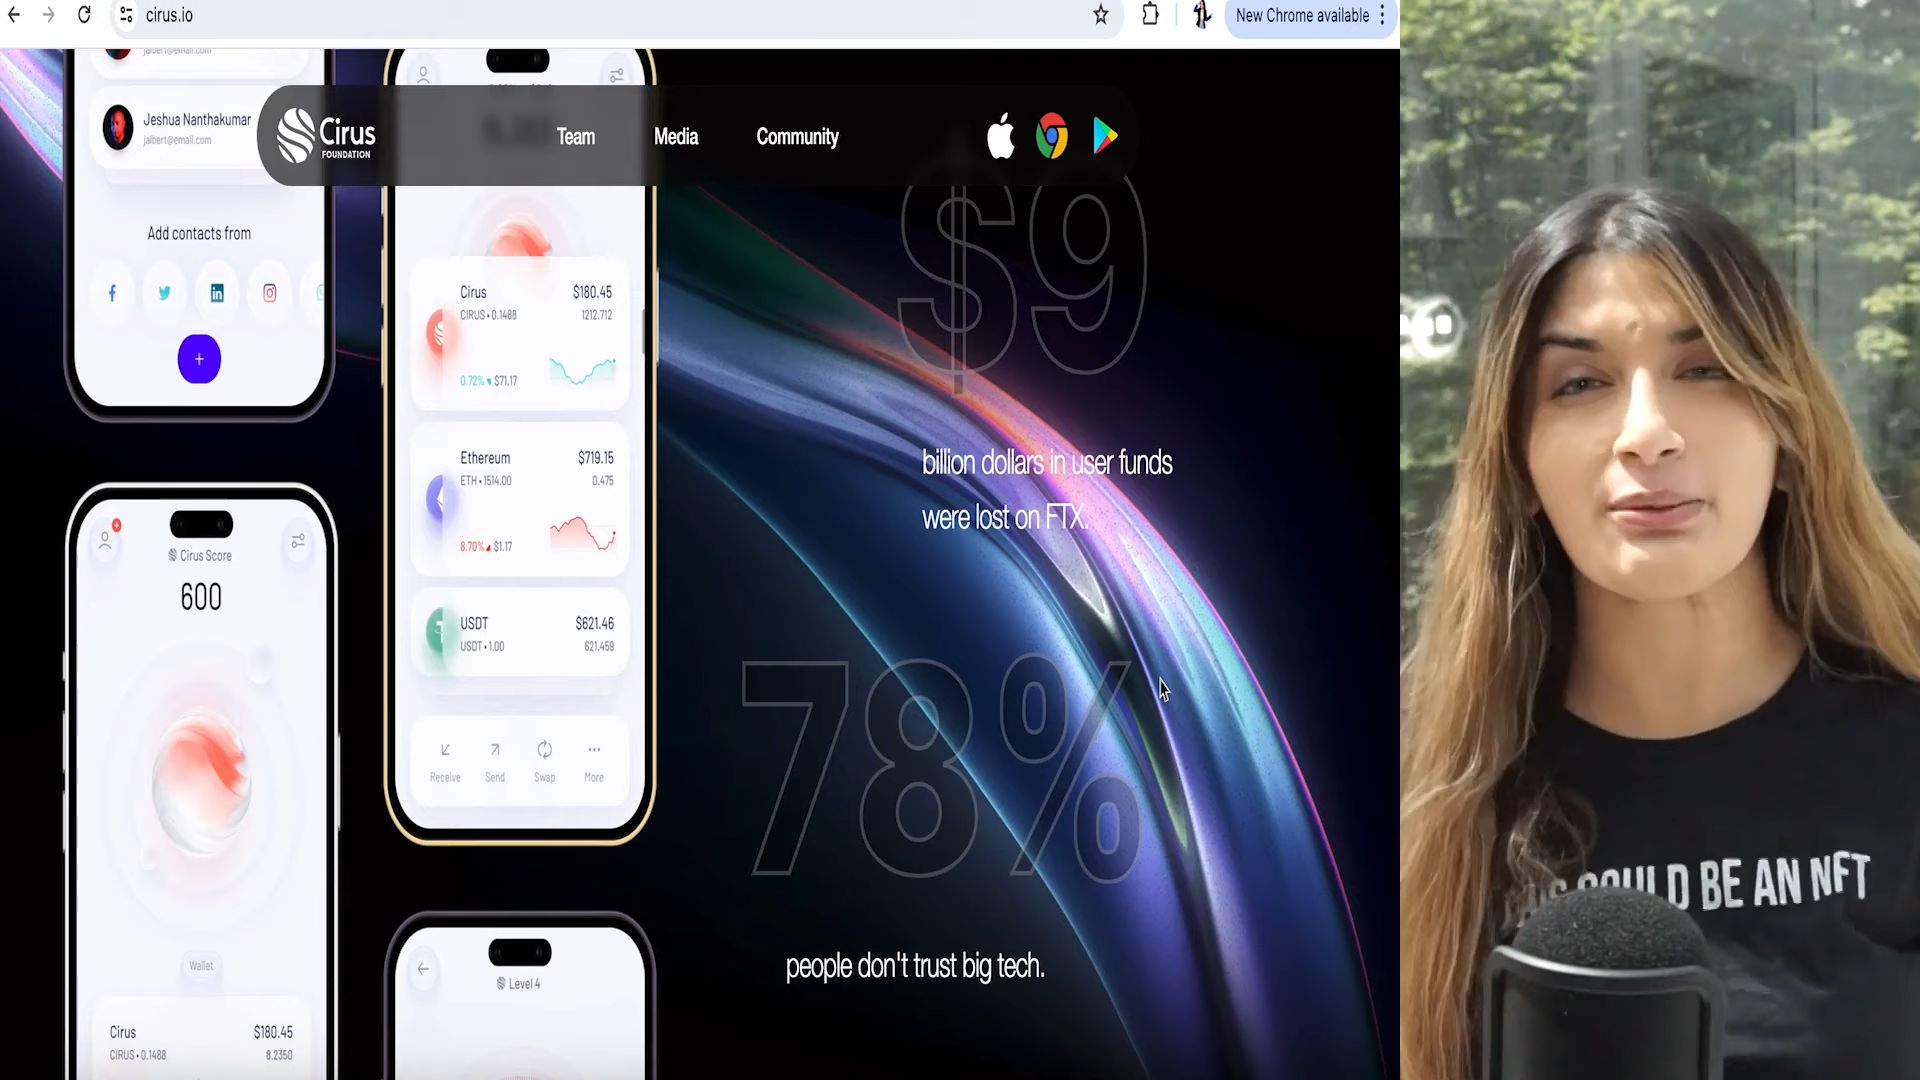 cirus.io
New Chrome available
jalbert@email.com
Jeshua Nanthakumar
jalbert@email.com
Add contacts from
Cirus
FOUNDATION
Team
Media
Community
Cirus
$180.45
CIRUS • 0.1488
1212.712
0.72%
$71.17
Ethereum
$719.15
ETH • 1514.00
0.475
8.70%
$1.17
USDT
$621.46
USDT • 1.00
621.459
Receive
Send
Swap
More
Cirus Score
600
Wallet
Cirus
$180.45
CIRUS • 0.1488
8.2350
Level 4
$9
billion dollars in user funds
were lost on FTX.
78%
people don't trust big tech.
COULD BE AN NFT